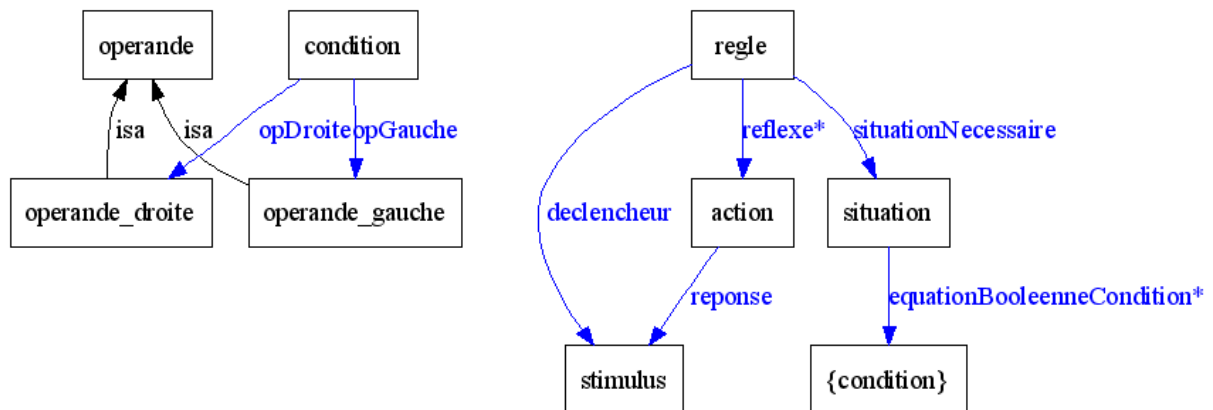 operande
condition
regle
isa
isa
opDroite
opGauche
reflexe*
situationNecessaire
operande_droite
operande_gauche
declencheur
action
situation
reponse
equationBooleenneCondition*
stimulus
{condition}